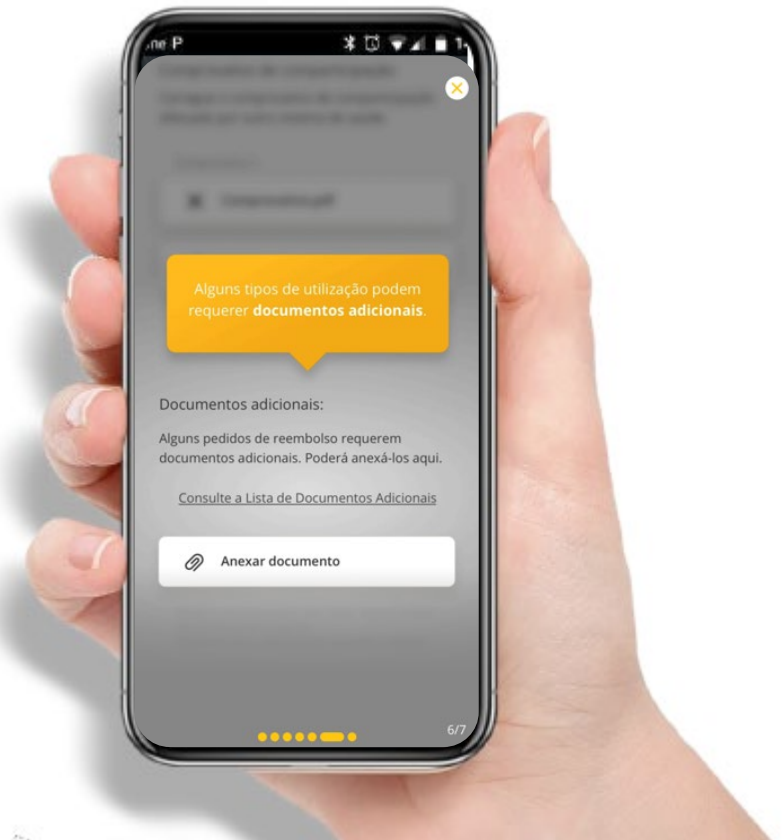 ne P
Alguns tipos de utilização podem
requerer documentos adicionais.
Documentos adicionais:
Alguns pedidos de reembolso requerem
documentos adicionais. Poderá anexá-los aqui.
Consulte a Lista de Documentos Adicionais
Anexar documento
6/7